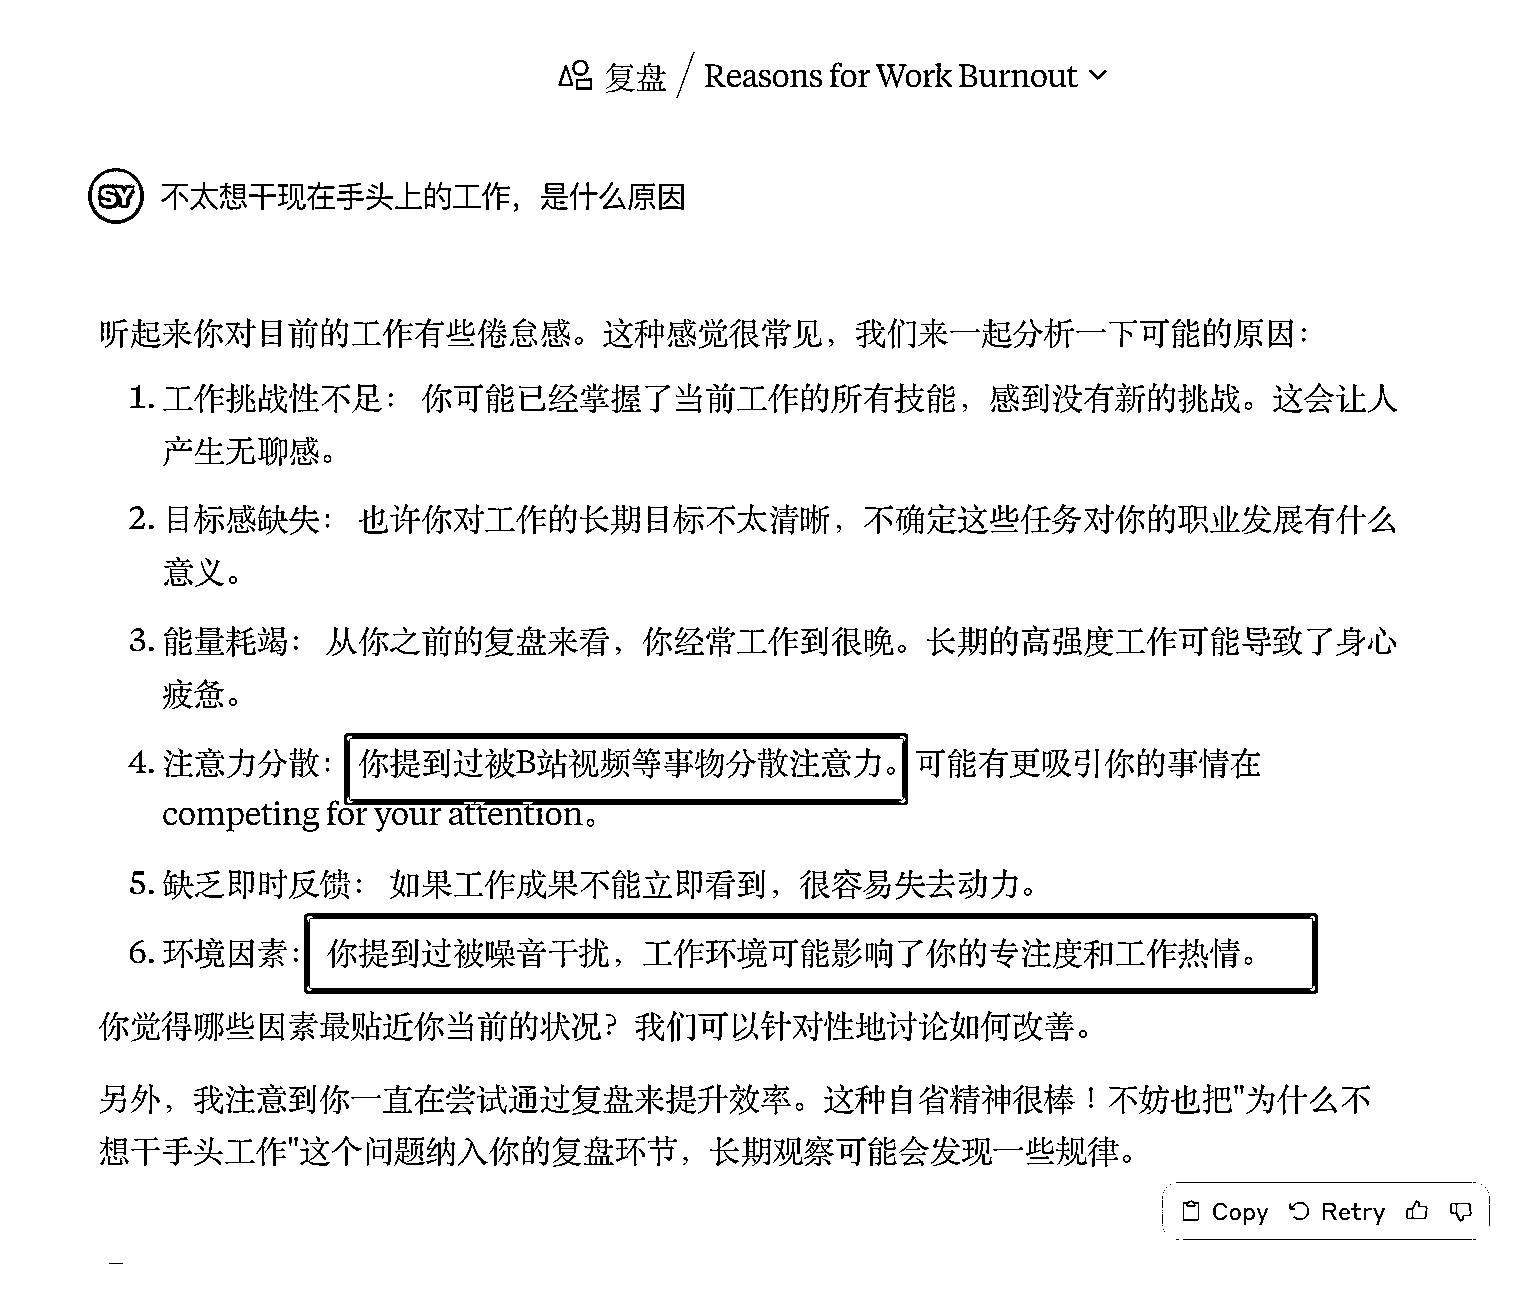 复盘 / Reasons for Work Burnout
SY 不太想干现在手头上的工作，是什么原因
听起来你对目前的工作有些倦怠感。这种感觉很常见，我们来一起分析一下可能的原因：
1. 工作挑战性不足： 你可能已经掌握了当前工作的所有技能，感到没有新的挑战。这会让人
产生无聊感。
2. 目标感缺失： 也许你对工作的长期目标不太清晰，不确定这些任务对你的职业发展有什么
意义。
3. 能量耗竭： 从你之前的复盘来看，你经常工作到很晚。长期的高强度工作可能导致了身心
疲惫。
4. 注意力分散： 你提到过被B站视频等事物分散注意力。可能有更吸引你的事情在
competing for your attention。
5. 缺乏即时反馈： 如果工作成果不能立即看到，很容易失去动力。
6. 环境因素： 你提到过被噪音干扰，工作环境可能影响了你的专注度和工作热情。
你觉得哪些因素最贴近你当前的状况？我们可以针对性地讨论如何改善。
另外，我注意到你一直在尝试通过复盘来提升效率。这种自省精神很棒！不妨也把"为什么不
想干手头工作"这个问题纳入你的复盘环节，长期观察可能会发现一些规律。
Copy Retry